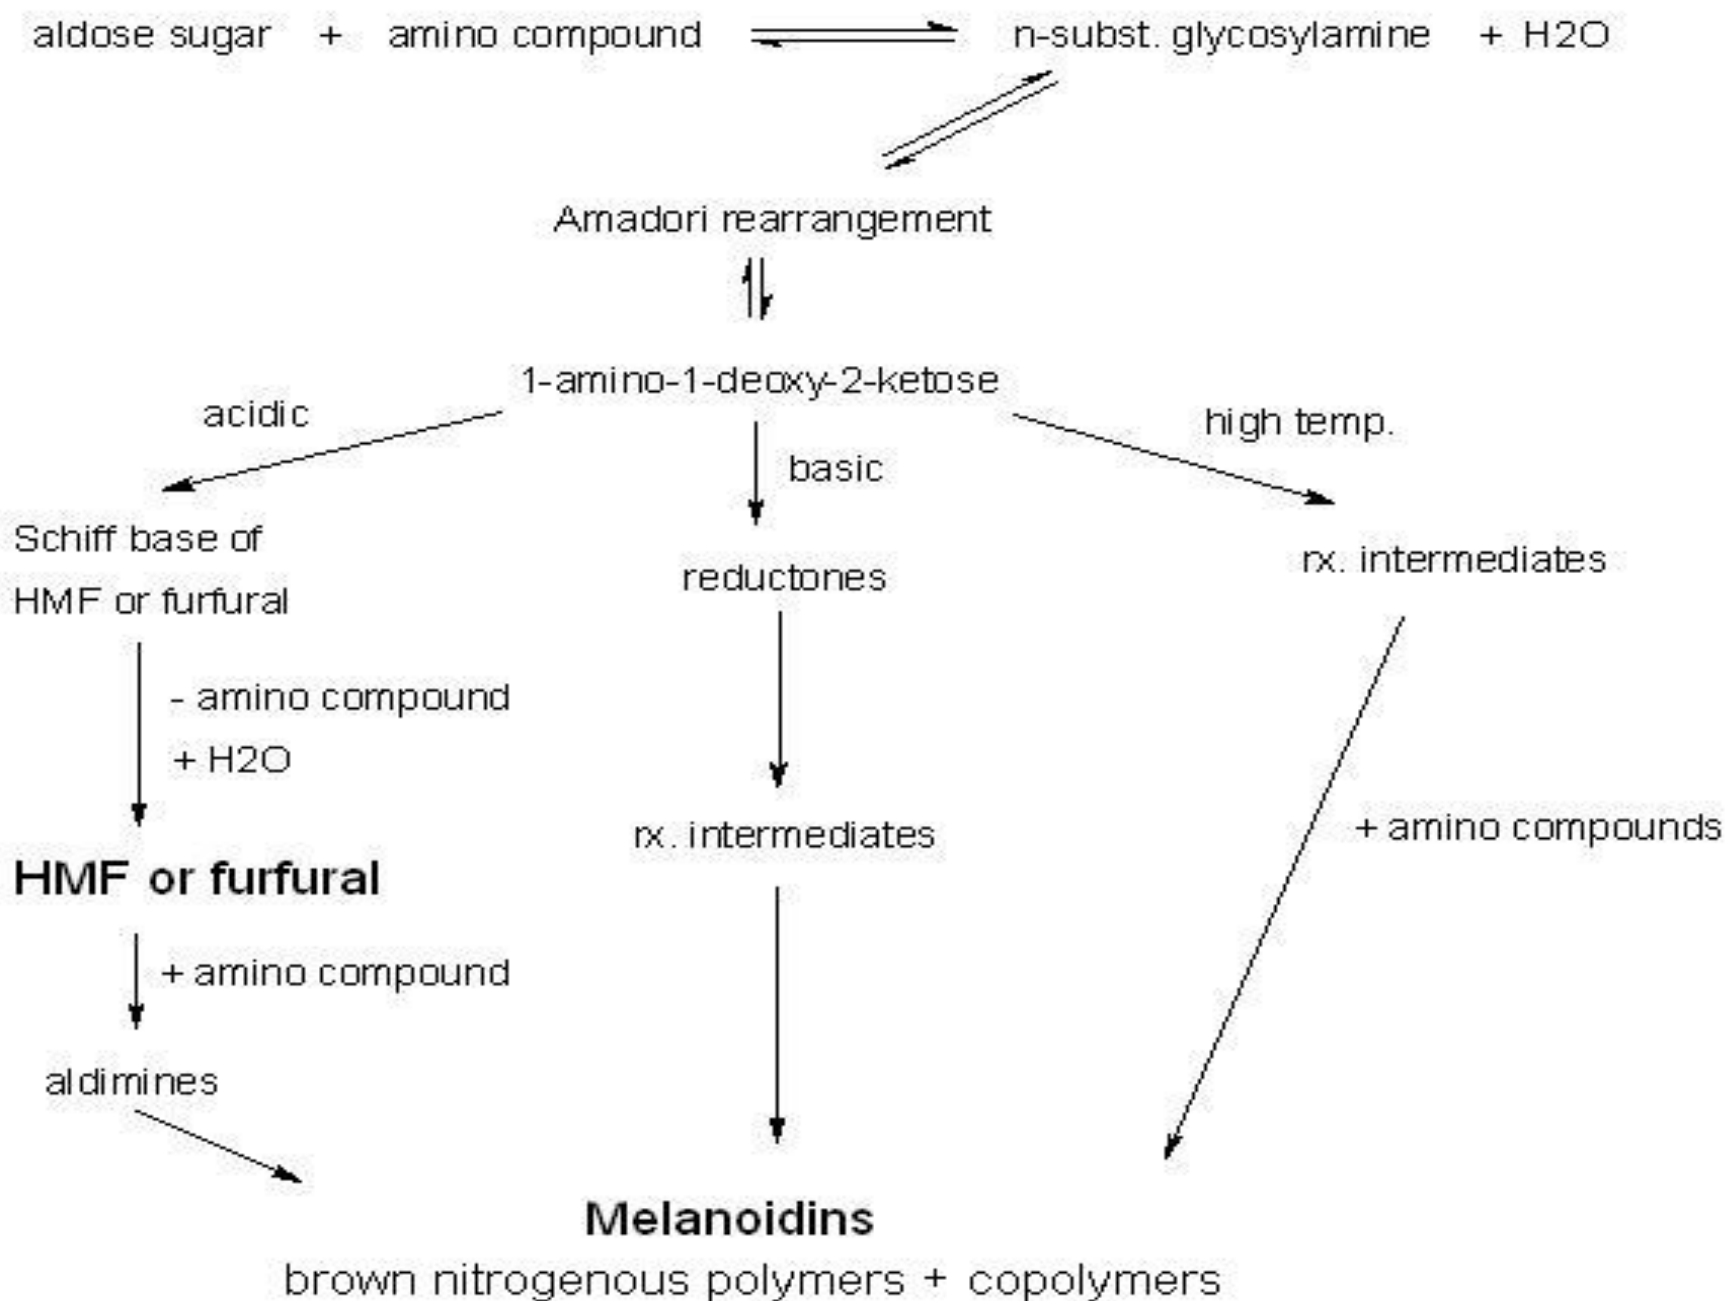 aldose sugar + amino compound n-subst. glycosylamine + H2O
Amadori rearrangement
1-amino-1-deoxy-2-ketose
acidic
high temp.
basic
Schiff base of
HMF or furfural
reductones
rx. intermediates
- amino compound
+ H2O
rx. intermediates
+ amino compounds
HMF or furfural
+ amino compound
aldimines
Melanoidins
brown nitrogenous polymers + copolymers